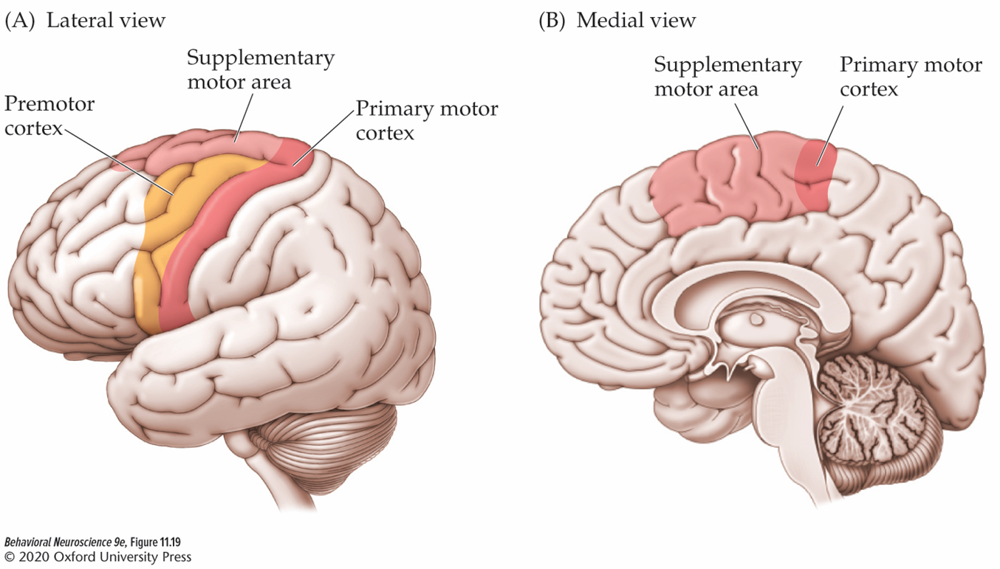 (A) Lateral view
Supplementary
motor area
Premotor
cortex
Primary motor
cortex
(B) Medial view
Supplementary
motor area
Primary motor
cortex
Behavioral Neuroscience 9e, Figure 11.19
© 2020 Oxford University Press